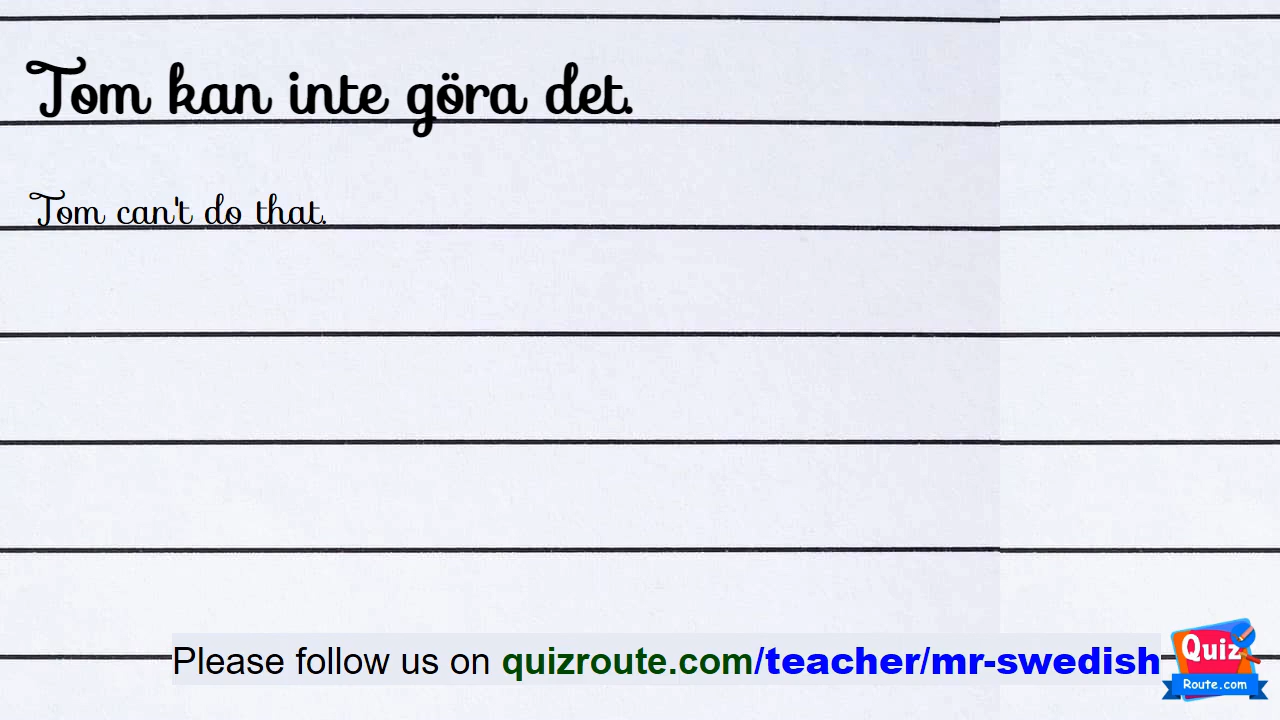 Tom kan inte göra det.
Tom can't do that.
Please follow us on quizroute.com/teacher/mr-swedish
Quiz
Route.com